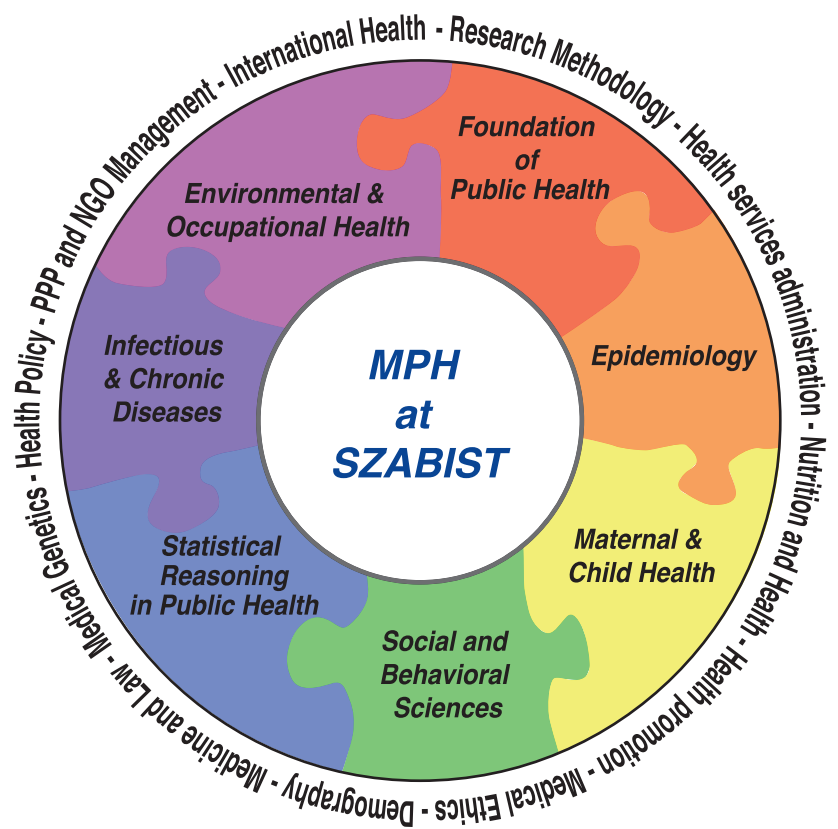 International Health - Research Methodology - Health services administration - Nutrition and Health - Health promotion - Medical Ethics - Demography - Medicine and Law - Medical Genetics - Health Policy - PPP and NGO Management -
Foundation
of
Public Health
Epidemiology
Maternal &
Child Health
Social and
Behavioral
Sciences
Statistical
Reasoning
in Public Health
Infectious
& Chronic
Diseases
Environmental &
Occupational Health
MPH
at
SZABIST